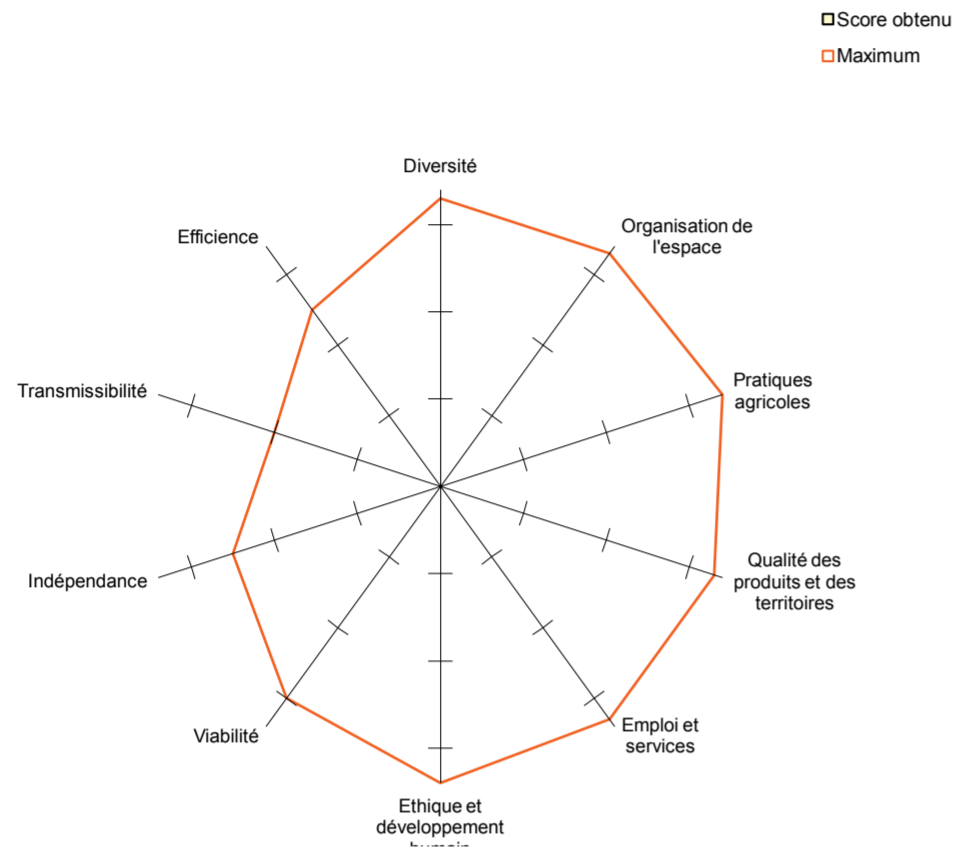 Score obtenu
Maximum
Diversité
Organisation de
l'espace
Efficience
Pratiques
agricoles
Transmissibilité
Qualité des
produits et des
territoires
Indépendance
Emploi et
services
Viabilité
Ethique et
développement
humain